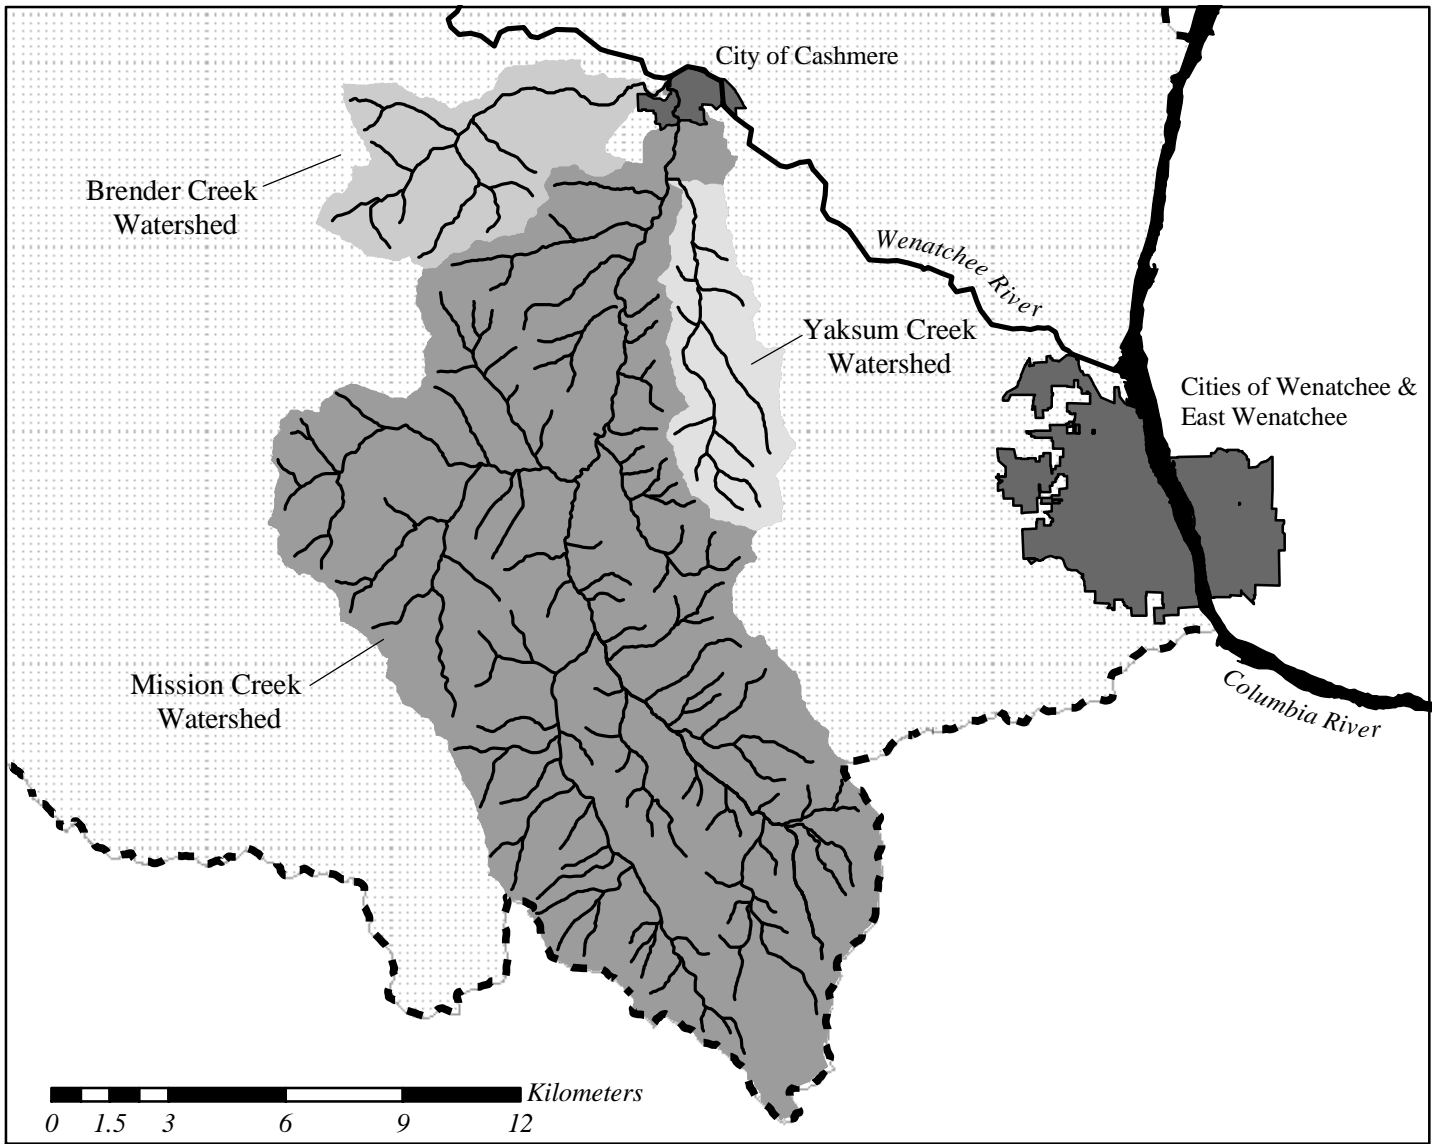 City of Cashmere
Brender Creek
Watershed
Wenatchee River
Yaksum Creek
Watershed
Cities of Wenatchee &
East Wenatchee
Mission Creek
Watershed
Columbia River
Kilometers
0 1.5 3 6 9 12